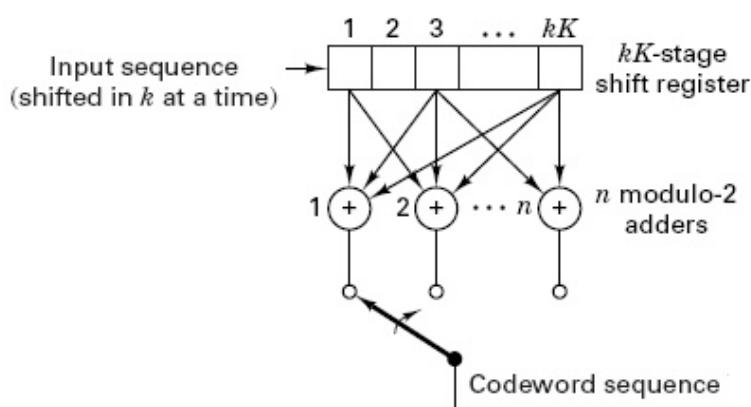 1 2 3 ... kK
Input sequence
(shifted in k at a time)
kK-stage
shift register
1 + 2 + ... n +
n modulo-2
adders
Codeword sequence